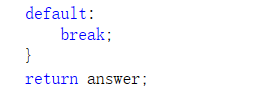 default:
    break;
}
return answer;